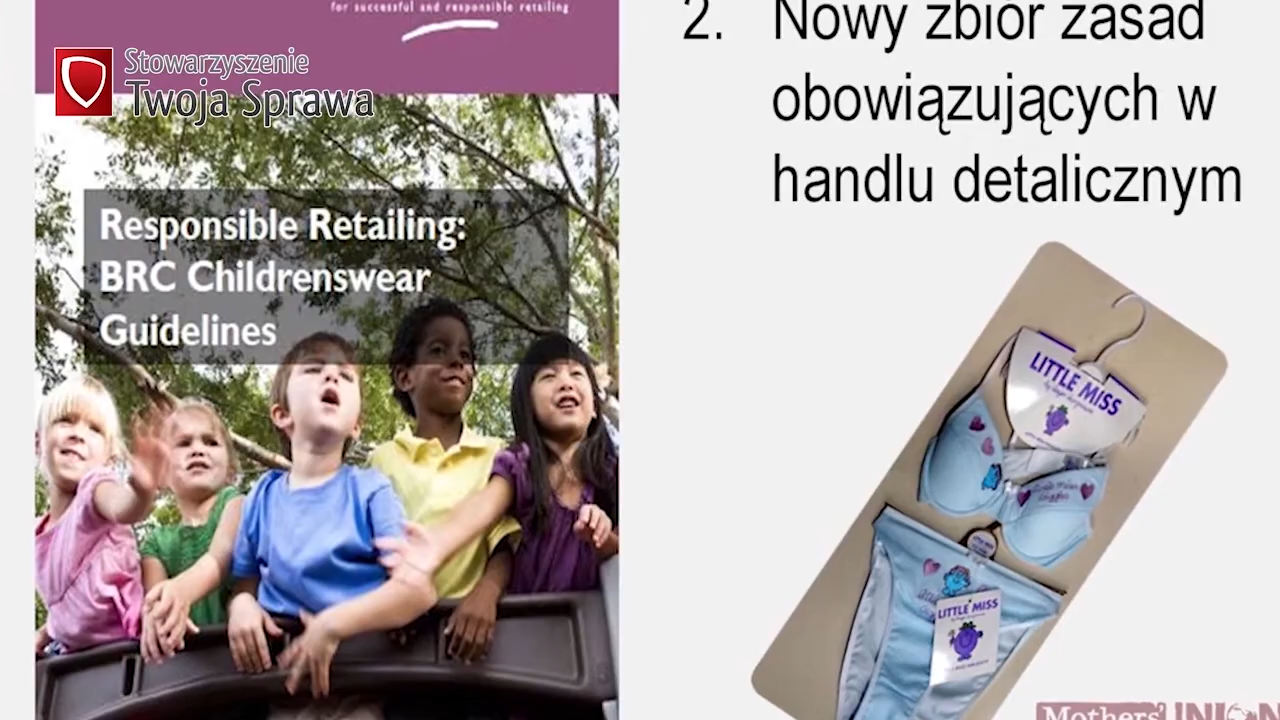 for successful and responsible retailing
Stowarzyszenie
Twoja Sprawa
Responsible Retailing:
BRC Childrenswear
Guidelines
2. Nowy zbiór zasad
obowiązujących w
handlu detalicznym
LITTLE MISS
LITTLE MISS
Mothers' UNION